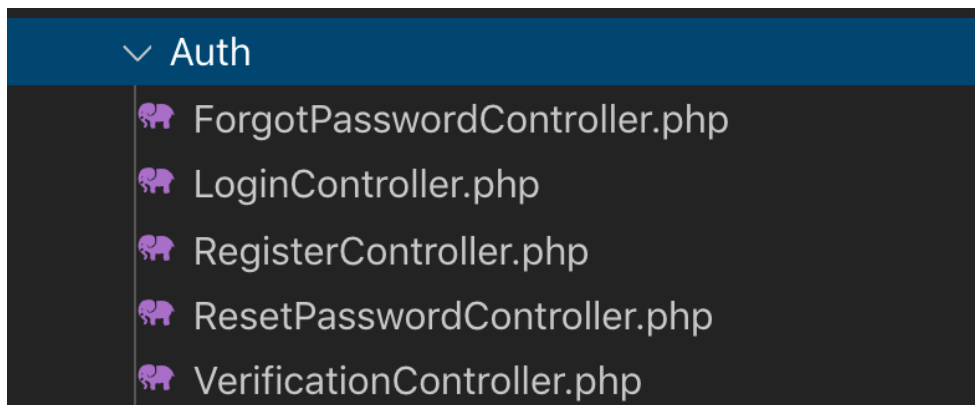 Auth
ForgotPasswordController.php
LoginController.php
RegisterController.php
ResetPasswordController.php
VerificationController.php